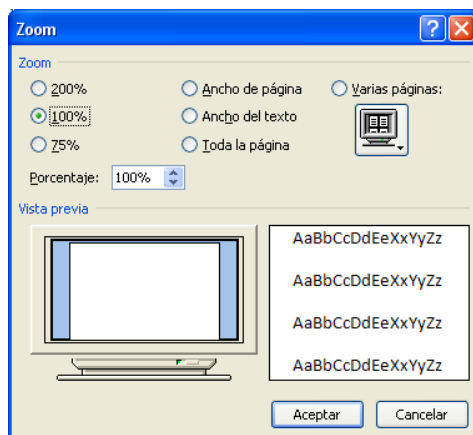 Zoom
Zoom
200% Ancho de página Varias páginas:
100% Ancho del texto
75% Toda la página
Porcentaje: 100%
Vista previa
AaBbCcDdEeXxYyZz
AaBbCcDdEeXxYyZz
AaBbCcDdEeXxYyZz
AaBbCcDdEeXxYyZz
Aceptar Cancelar